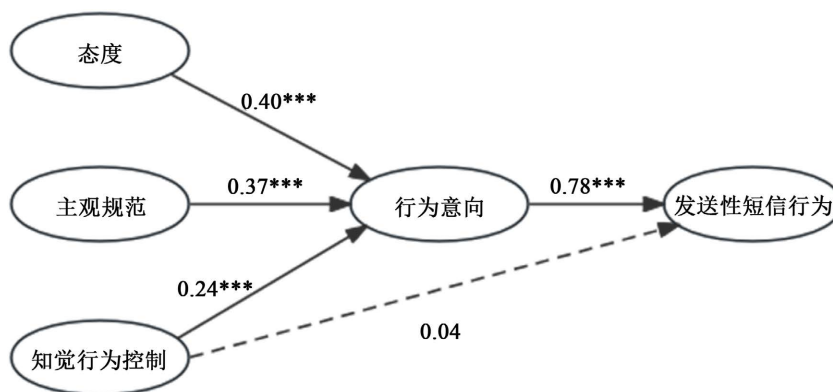 态度
0.40***
主观规范
0.37***
行为意向
0.78***
发送性短信行为
0.24***
知觉行为控制
0.04